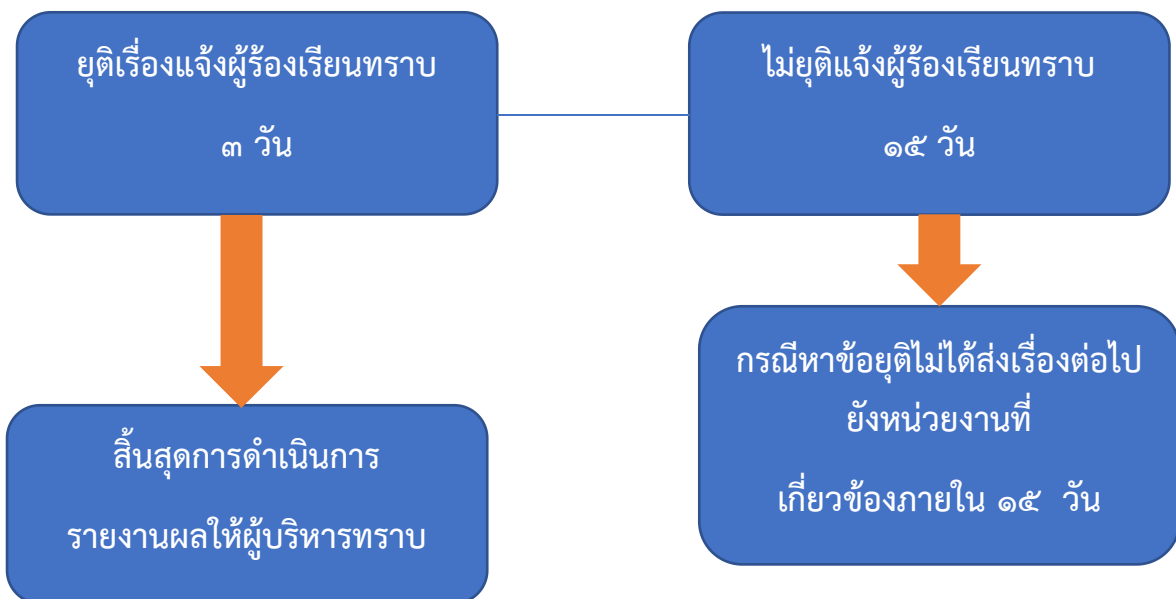 ยุติเรื่องแจ้งผู้ร้องเรียนทราบ
๓ วัน
ไม่ยุติแจ้งผู้ร้องเรียนทราบ
๑๕ วัน
สิ้นสุดการดำเนินการ
รายงานผลให้ผู้บริหารทราบ
กรณีหาข้อยุติไม่ได้ส่งเรื่องต่อไป
ยังหน่วยงานที่
เกี่ยวข้องภายใน ๑๕ วัน